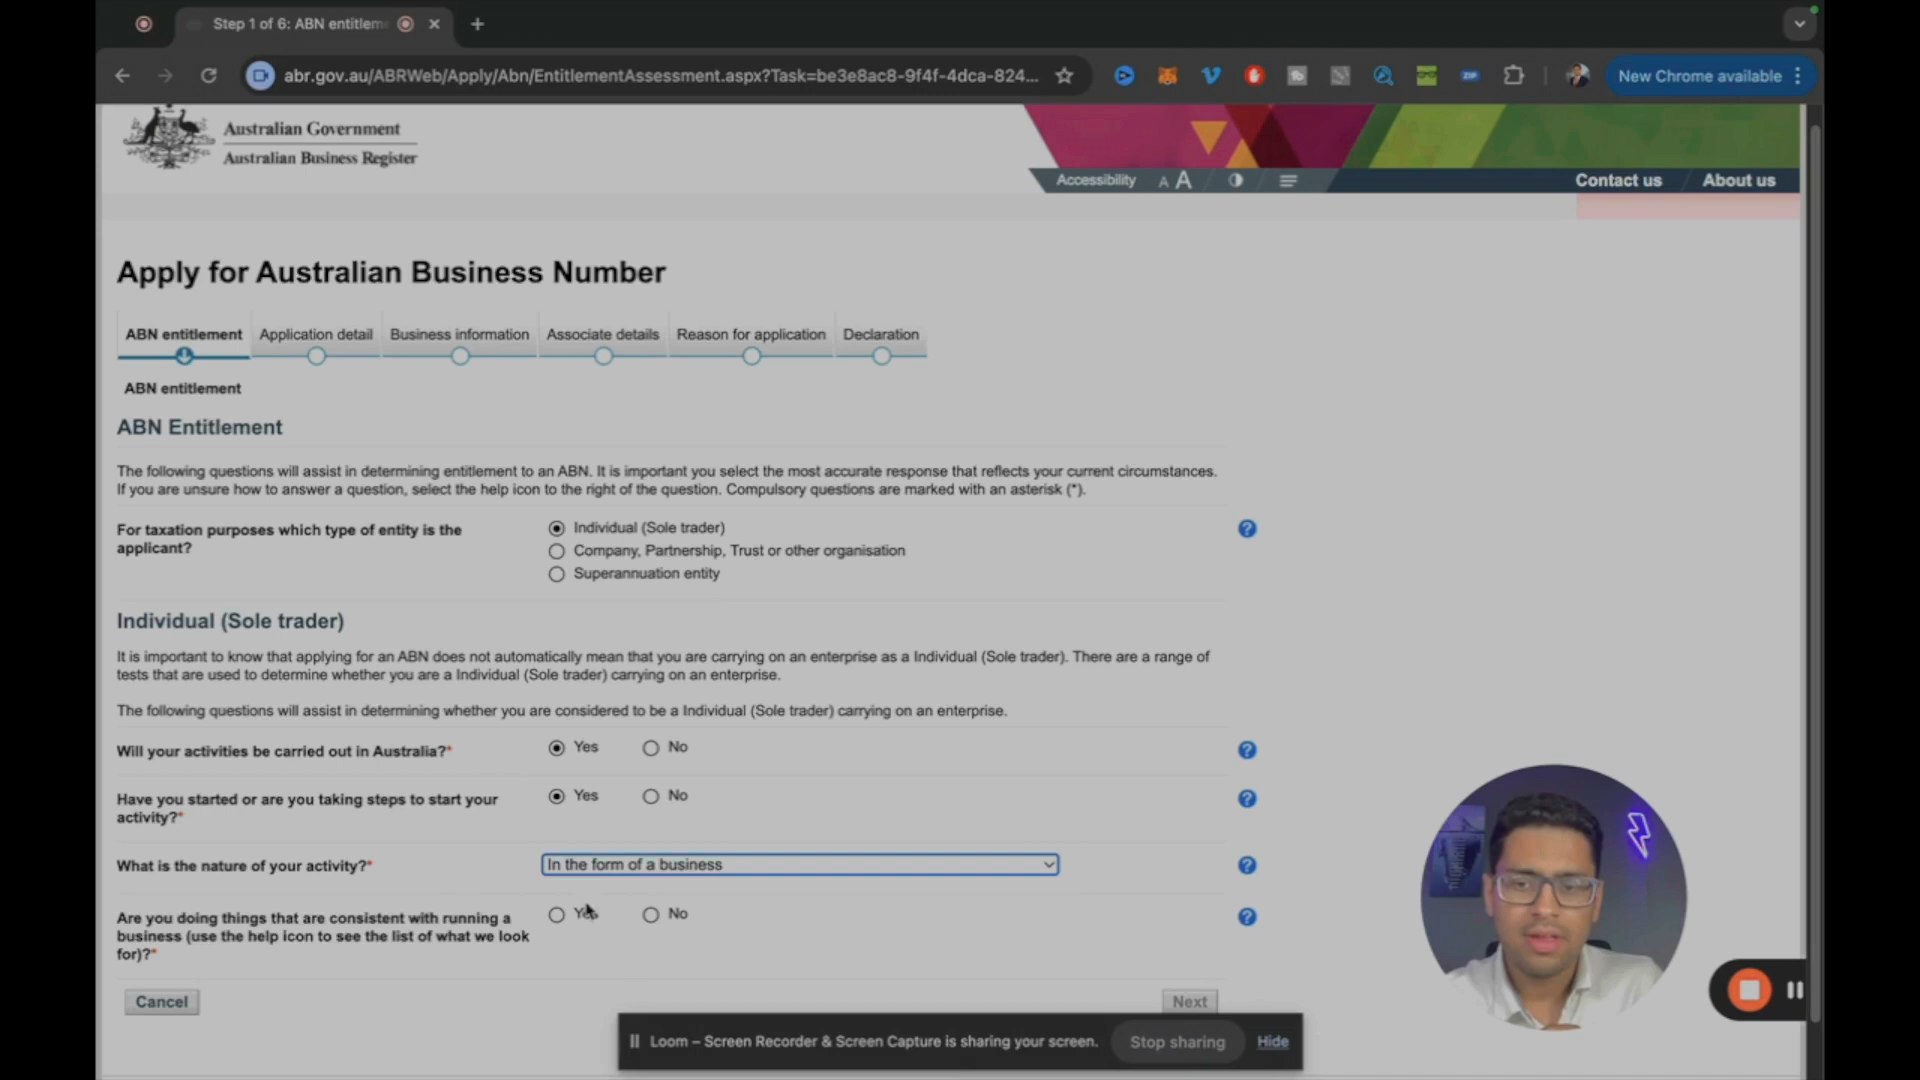 Step 1 of 6: ABN entitlem
abr.gov.au/ABRWeb/Apply/Abn/EntitlementAssessment.aspx?Task=be3e8ac8-9f4f-4dca-824...
ZIP
New Chrome available
Australian Government
Australian Business Register
Accessibility A A
Contact us
About us
Apply for Australian Business Number
ABN entitlement
Application detail
Business information
Associate details
Reason for application
Declaration
ABN entitlement
ABN Entitlement
The following questions will assist in determining entitlement to an ABN. It is important you select the most accurate response that reflects your current circumstances.
If you are unsure how to answer a question, select the help icon to the right of the question. Compulsory questions are marked with an asterisk (*).
For taxation purposes which type of entity is the
applicant?
Individual (Sole trader)
Company, Partnership, Trust or other organisation
Superannuation entity
?
Individual (Sole trader)
It is important to know that applying for an ABN does not automatically mean that you are carrying on an enterprise as a Individual (Sole trader). There are a range of
tests that are used to determine whether you are a Individual (Sole trader) carrying on an enterprise.
The following questions will assist in determining whether you are considered to be a Individual (Sole trader) carrying on an enterprise.
Will your activities be carried out in Australia?*
Yes
No
?
Have you started or are you taking steps to start your
activity?*
Yes
No
?
What is the nature of your activity?*
In the form of a business
?
Are you doing things that are consistent with running a
business (use the help icon to see the list of what we look
for)?*
Yes
No
?
Cancel
Next
Loom – Screen Recorder & Screen Capture is sharing your screen.
Stop sharing
Hide